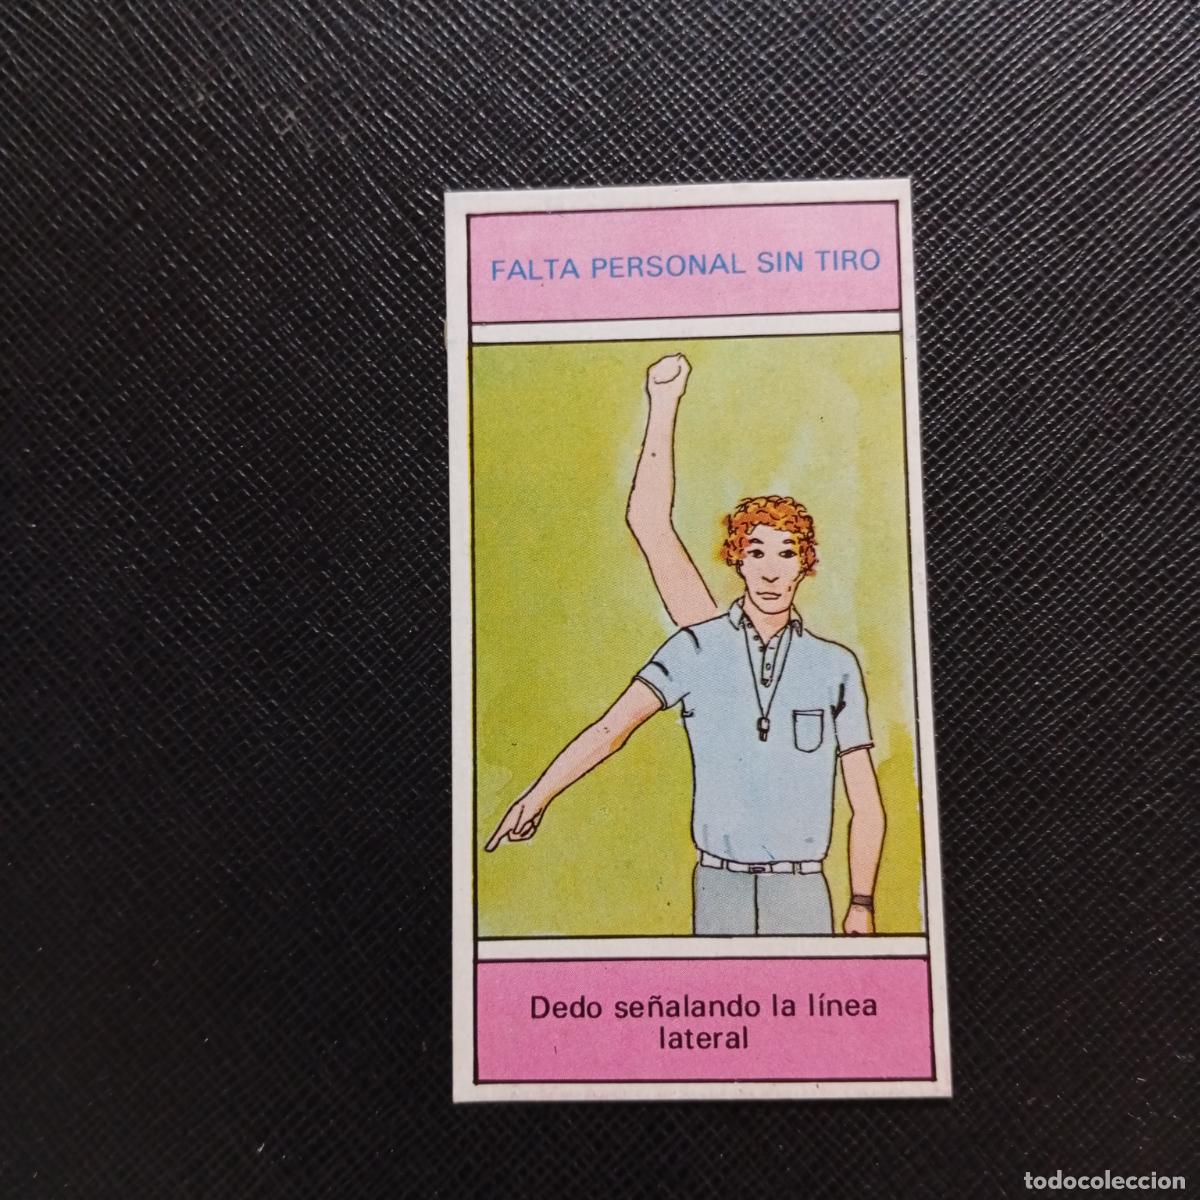 FALTA PERSONAL SIN TIRO
Dedo señalando la línea
lateral
todocoleccion